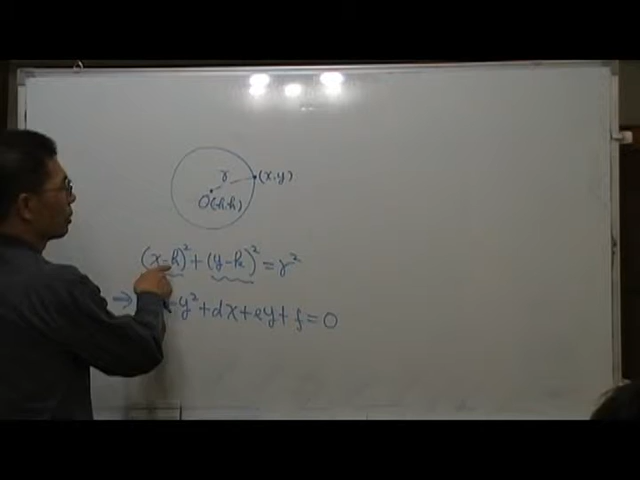 r
(x,y)
O(h,k)
(x-h)²+(y-k)²=r²
⇒ y²+dx+ey+f=0